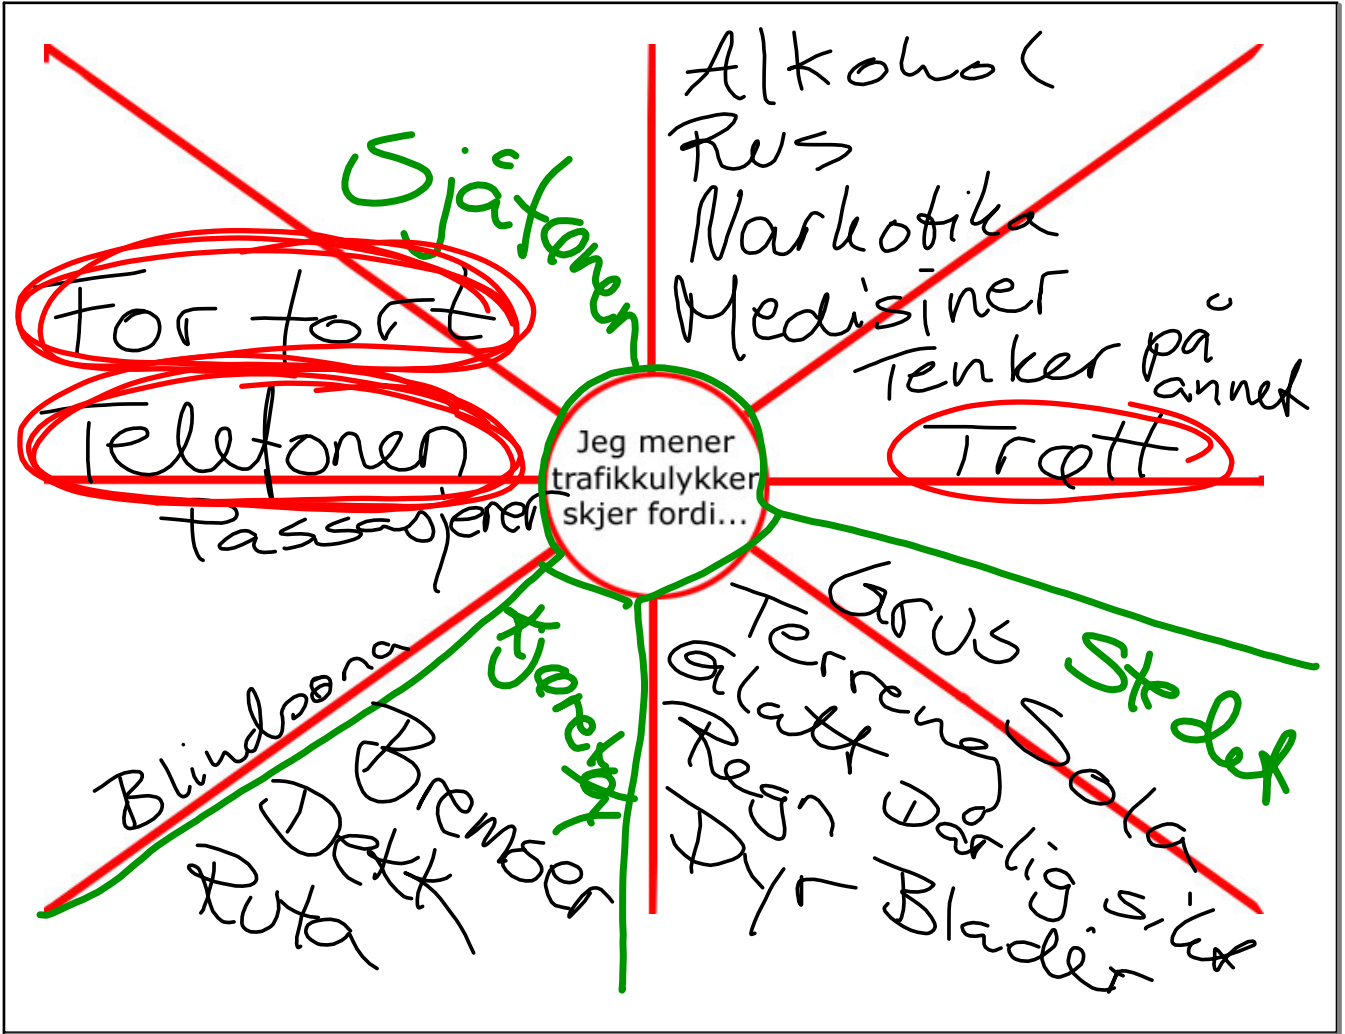 Alkohol
Rus
Narkotika
Medisiner
Tenker på
annet
Trøtt
Sjåføren
For fort
Telefonen
Passasjerer
Jeg mener
trafikkulykker
skjer fordi...
Blindsona
Bremser
Dekk
Ruta
Kjøretøy
Grus
Stedet
Terreng
Sola
Glatt
Regn
Dårlig sikt
Dyr
Blader